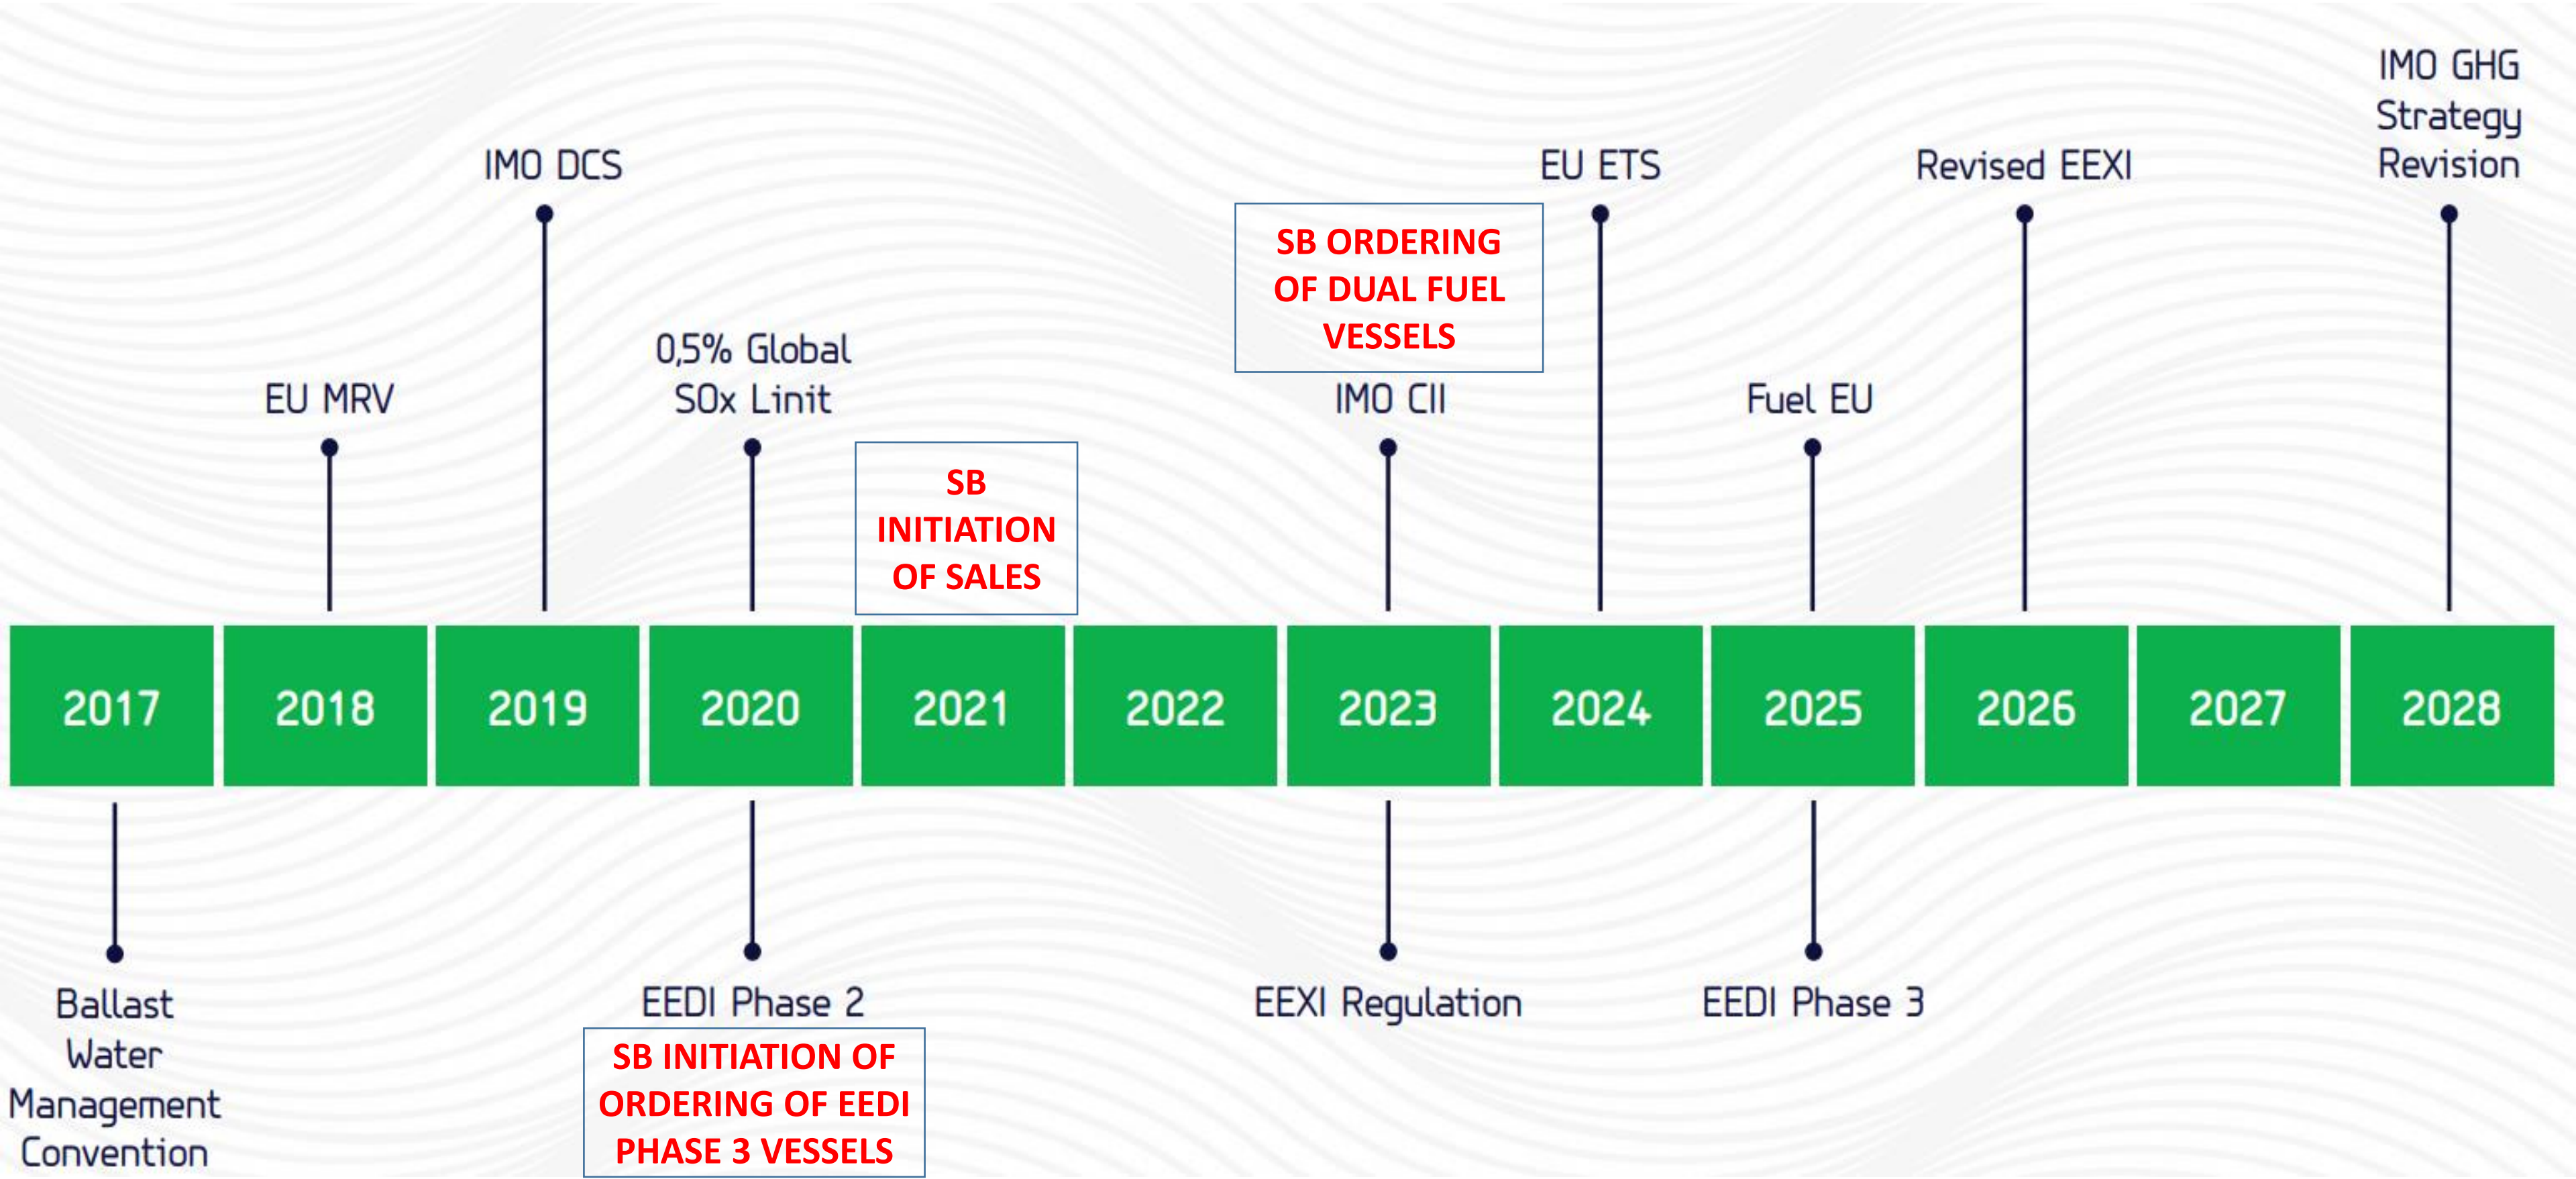 IMO GHG
Strategy
Revision
IMO DCS
EU ETS
Revised EEXI
SB ORDERING
OF DUAL FUEL
VESSELS
0,5% Global
SOx Linit
EU MRV
IMO CII
Fuel EU
SB
INITIATION
OF SALES
2017
2018
2019
2020
2021
2022
2023
2024
2025
2026
2027
2028
Ballast
Water
Management
Convention
EEDI Phase 2
SB INITIATION OF
ORDERING OF EEDI
PHASE 3 VESSELS
EEXI Regulation
EEDI Phase 3